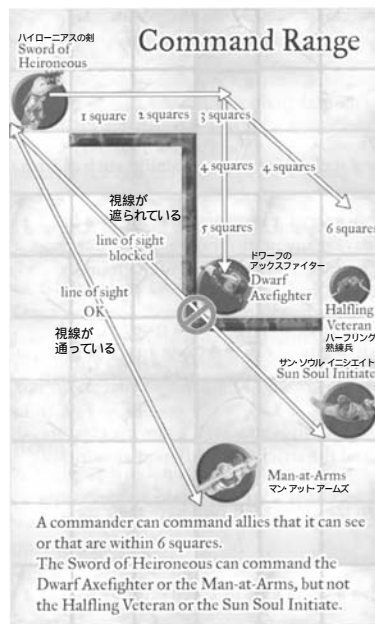 Command Range
ハイローニアスの剣
Sword of
Heironeous
1 square 2 squares 3 squares
4 squares 4 squares
視線が
遮られている
5 squares
6 squares
line of sight
blocked
ドワーフの
アックスファイター
Dwarf
Axefighter
line of sight
OK
視線が
通っている
Halfling
Veteran
ハーフリング
熟練兵
サン・ソウル イニシエイト
Sun Soul Initiate
Man-at-Arms
マン・アット・アームズ
A commander can command allies that it can see
or that are within 6 squares.
The Sword of Heironeous can command the
Dwarf Axefighter or the Man-at-Arms, but not
the Halfling Veteran or the Sun Soul Initiate.